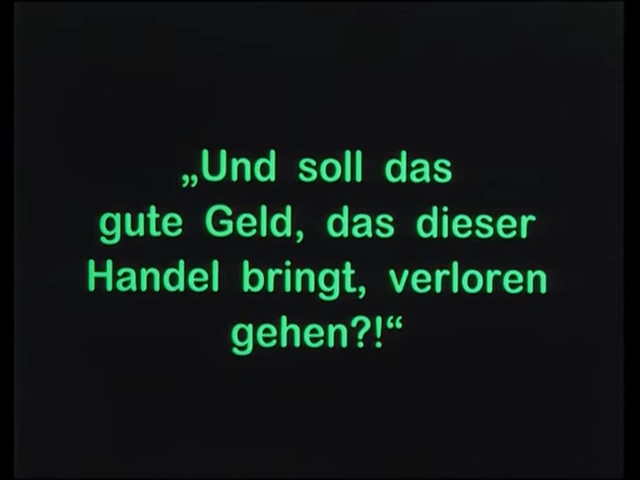 „Und soll das
gute Geld, das dieser
Handel bringt, verloren
gehen?!“